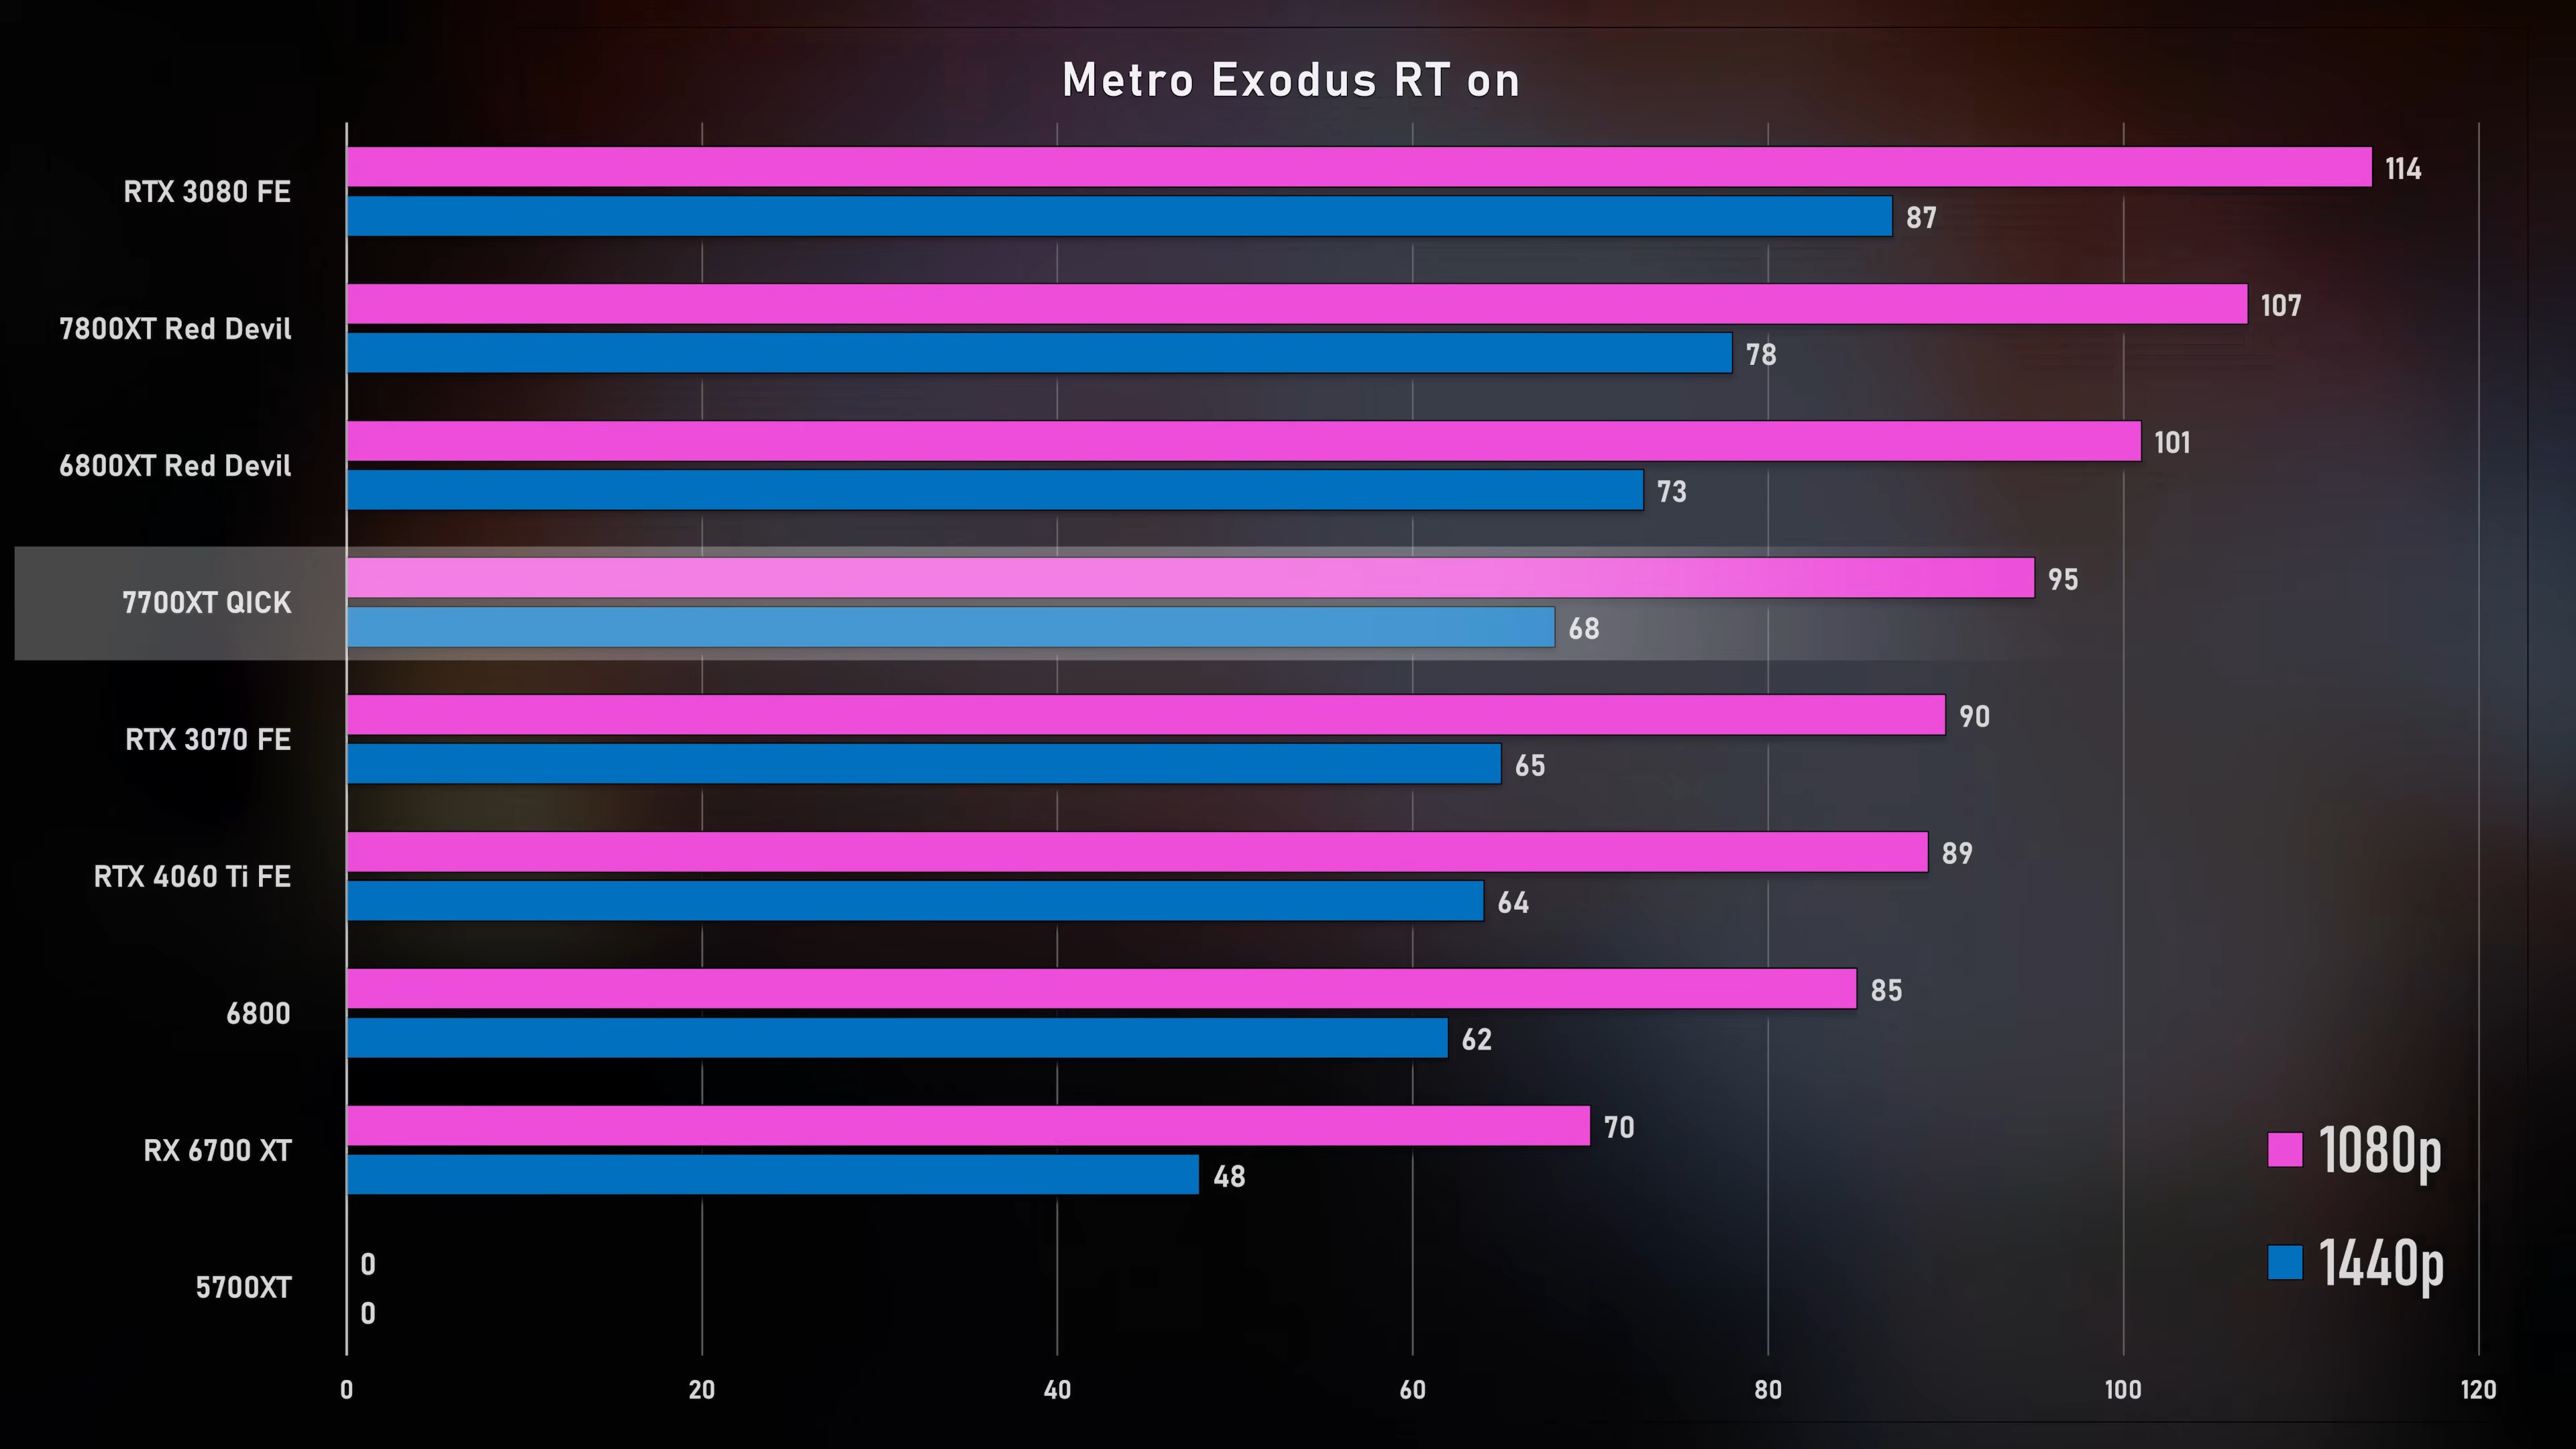 Metro Exodus RT on
RTX 3080 FE
114
87
7800XT Red Devil
107
78
6800XT Red Devil
101
73
7700XT QICK
95
68
RTX 3070 FE
90
65
RTX 4060 Ti FE
89
64
6800
85
62
RX 6700 XT
70
48
5700XT
0
0
1080p
1440p
0 20 40 60 80 100 120